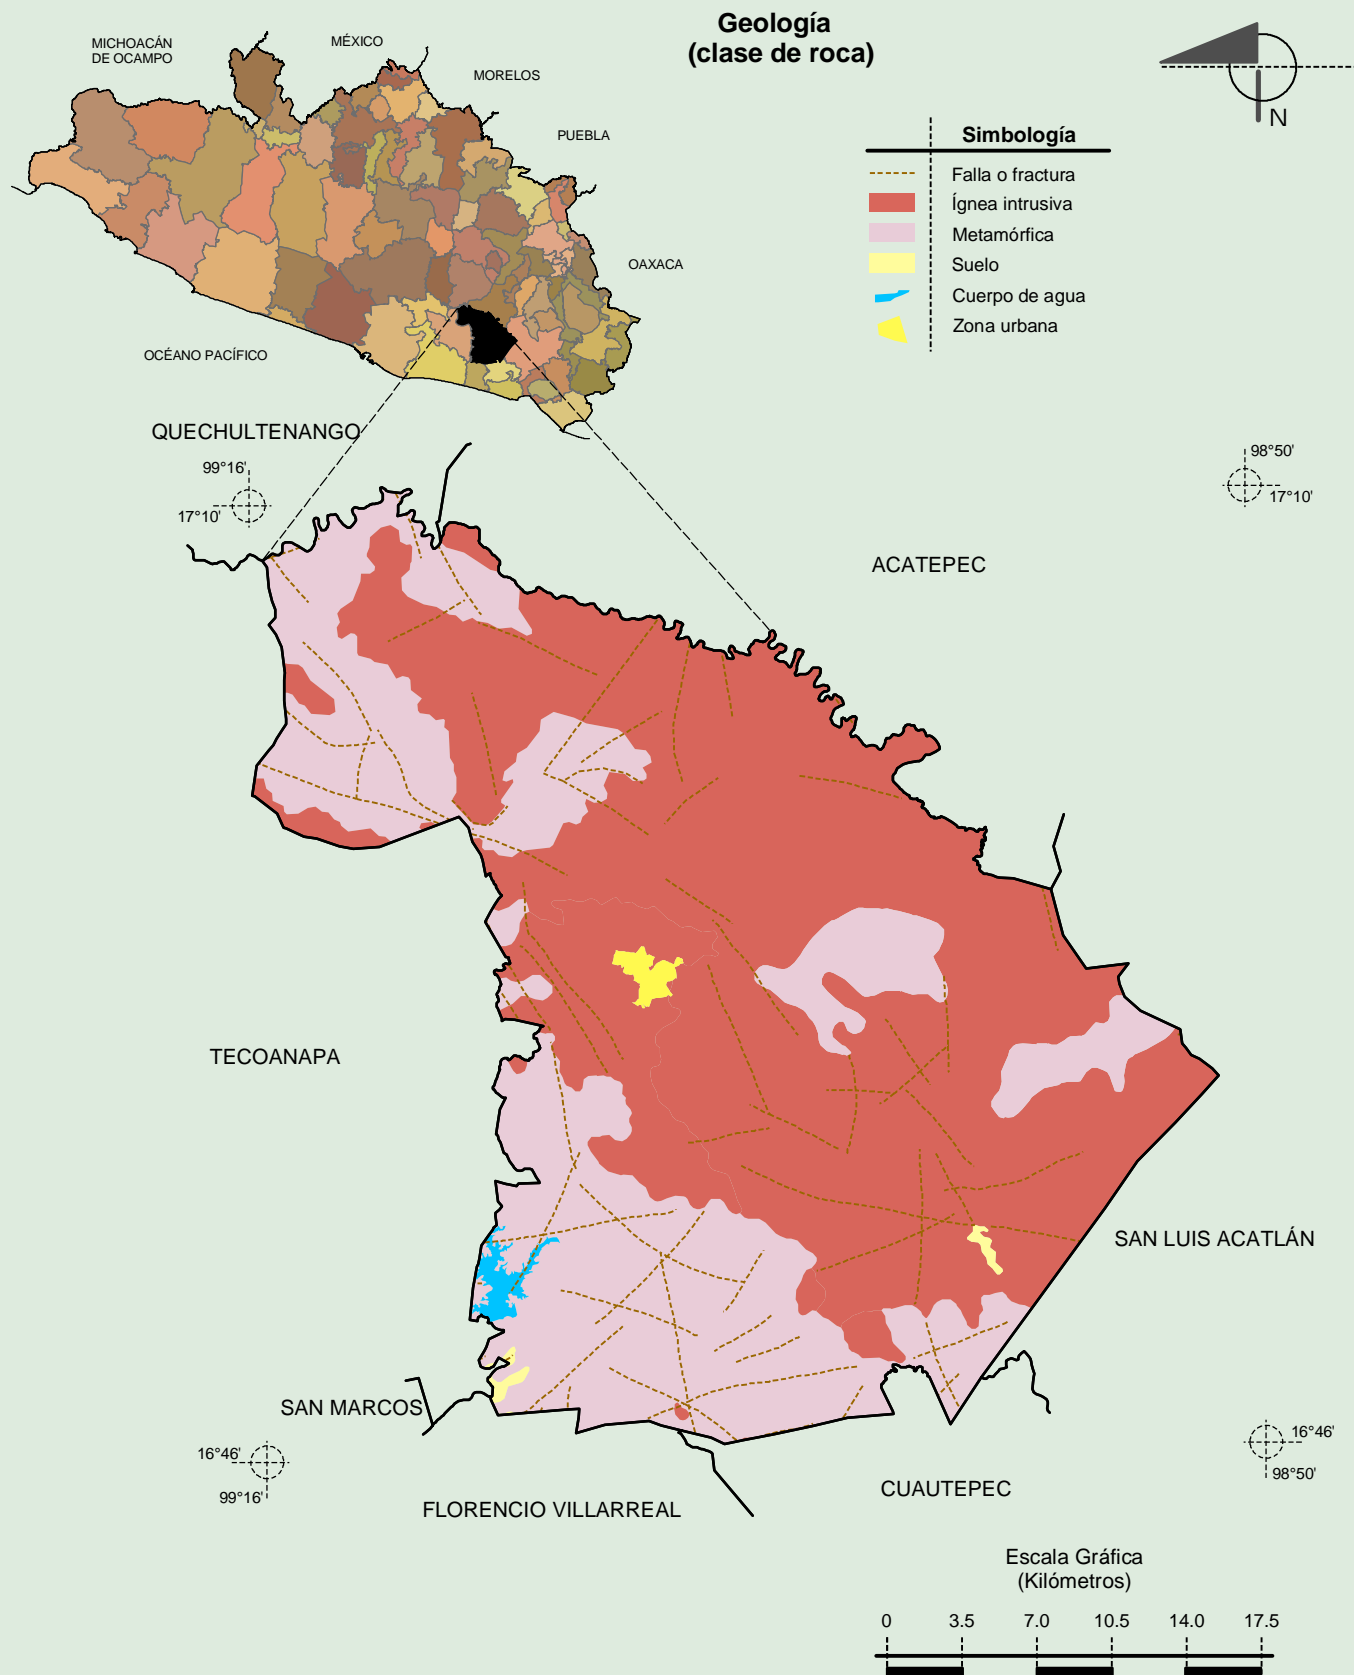 Geología
(clase de roca)
MICHOACÁN
DE OCAMPO
MÉXICO
MORELOS
PUEBLA
OAXACA
OCÉANO PACÍFICO
N
Simbología
Falla o fractura
Ígnea intrusiva
Metamórfica
Suelo
Cuerpo de agua
Zona urbana
QUECHULTENANGO
99°16'
17°10'
98°50'
17°10'
ACATEPEC
TECOANAPA
SAN LUIS ACATLÁN
SAN MARCOS
16°46'
99°16'
16°46'
98°50'
CUAUTEPEC
FLORENCIO VILLARREAL
Escala Gráfica
(Kilómetros)
0 3.5 7.0 10.5 14.0 17.5